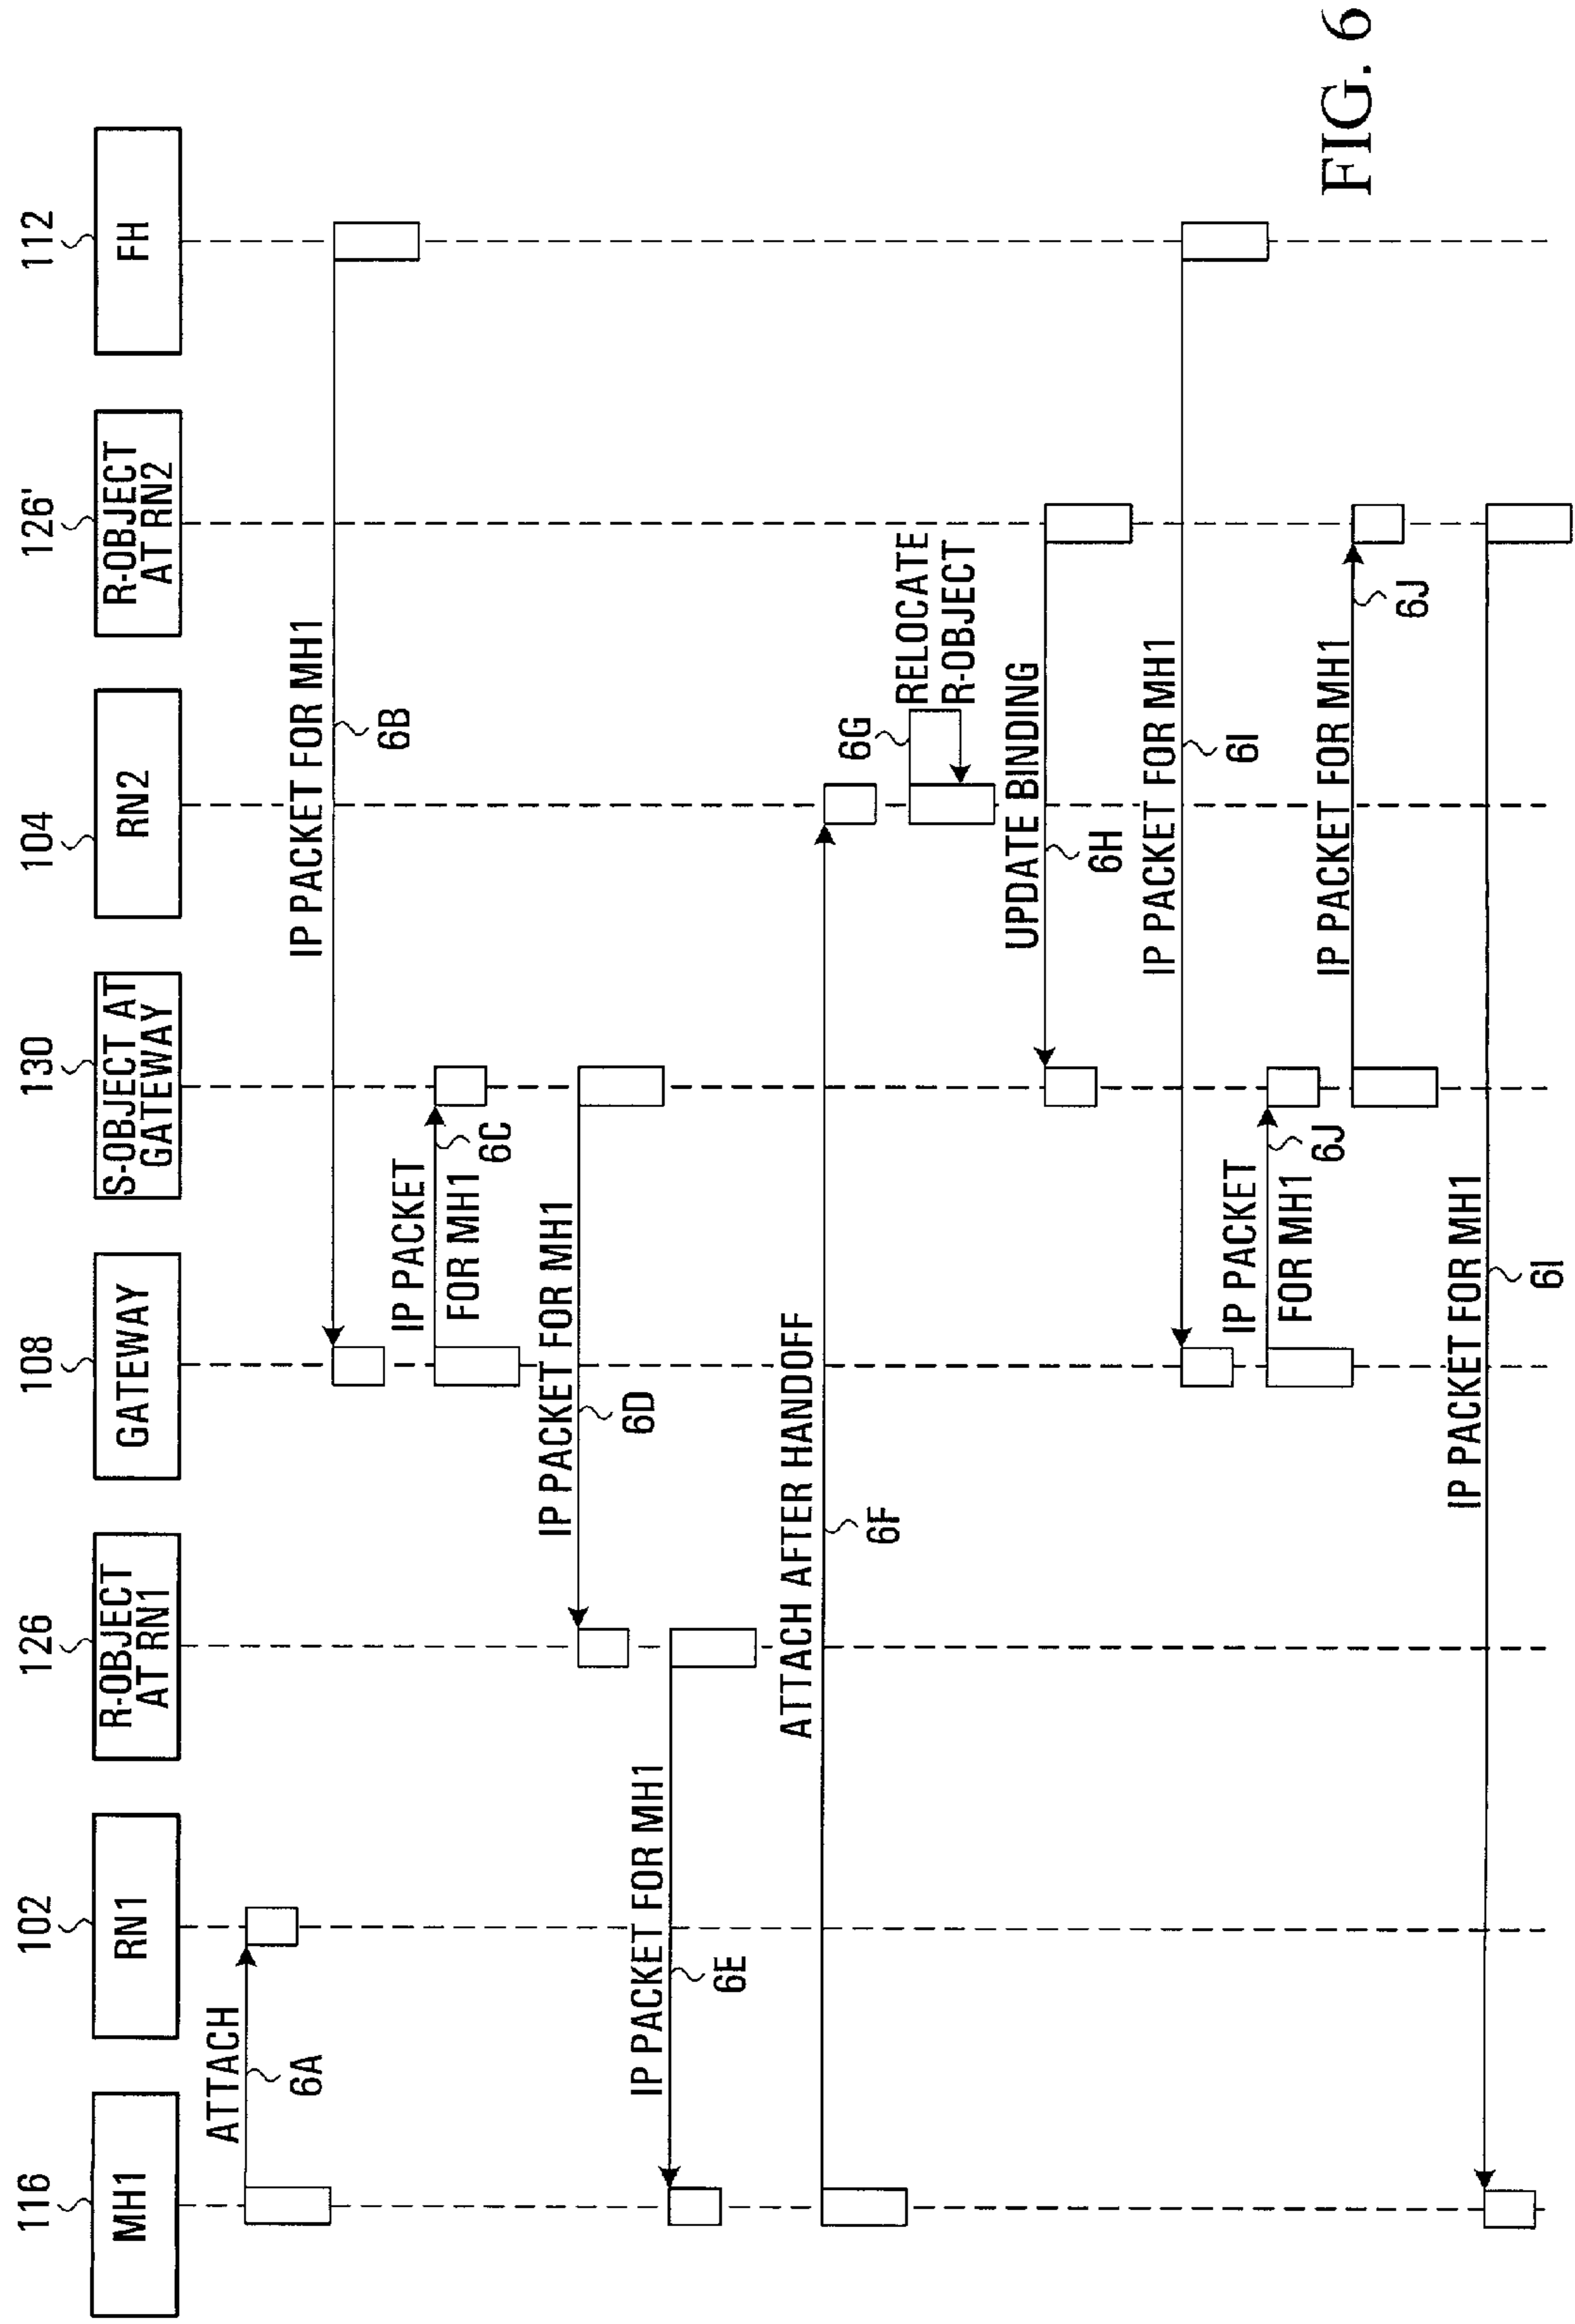 116
102
126
108
130
104
126'
112
MH1
RN1
R-OBJECT
AT RN1
GATEWAY
S-OBJECT AT
GATEWAY
RN2
R-OBJECT
AT RN2
FH
ATTACH
6A
IP PACKET FOR MH1
6B
IP PACKET
FOR MH1
6C
IP PACKET FOR MH1
6D
IP PACKET FOR MH1
6E
ATTACH AFTER HANDOFF
6F
6G
RELOCATE
R-OBJECT
UPDATE BINDING
6H
IP PACKET FOR MH1
6I
IP PACKET
FOR MH1
6J
IP PACKET FOR MH1
6J
IP PACKET FOR MH1
6I
FIG. 6